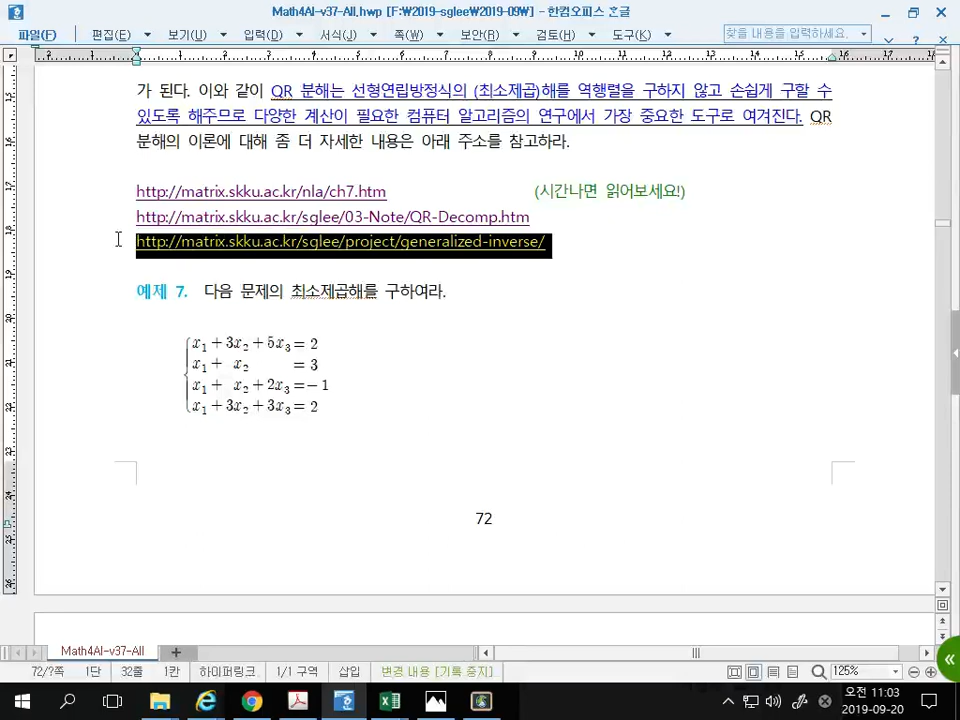 Math4AI-v37-All.hwp [F:\2019-sglee\2019-09\] - 한컴오피스 한글
파일(F) 편집(E) 보기(U) 입력(D) 서식(J) 쪽(W) 보안(R) 검토(H) 도구(K) 찾을 내용을 입력하세요.
가 된다. 이와 같이 QR 분해는 선형연립방정식의 (최소제곱)해를 역행렬을 구하지 않고 손쉽게 구할 수
있도록 해주므로 다양한 계산이 필요한 컴퓨터 알고리즘의 연구에서 가장 중요한 도구로 여겨진다. QR
분해의 이론에 대해 좀 더 자세한 내용은 아래 주소를 참고하라.
http://matrix.skku.ac.kr/nla/ch7.htm (시간나면 읽어보세요!)
http://matrix.skku.ac.kr/sglee/03-Note/QR-Decomp.htm
http://matrix.skku.ac.kr/sglee/project/generalized-inverse/
예제 7. 다음 문제의 최소제곱해를 구하여라.
x₁ + 3x₂ + 5x₃ = 2
x₁ + x₂ = 3
x₁ + x₂ + 2x₃ = − 1
x₁ + 3x₂ + 3x₃ = 2
72
Math4AI-v37-All
72/?쪽 1단 32줄 1칸 하이퍼링크 1/1 구역 삽입 변경 내용 [기록 중지] 125%
오전 11:03
2019-09-20